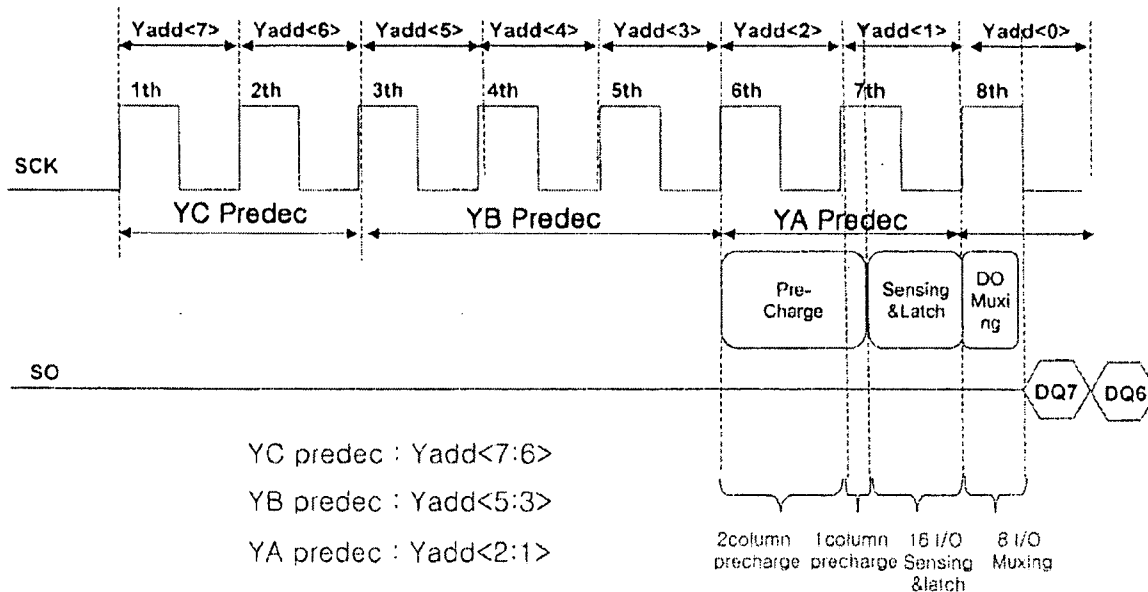 Yadd<7> Yadd<6> Yadd<5> Yadd<4> Yadd<3> Yadd<2> Yadd<1> Yadd<0>
1th 2th 3th 4th 5th 6th 7th 8th
SCK
YC Predec YB Predec YA Predec
Pre-
Charge
Sensing
&Latch
DO
Muxi
ng
SO
DQ7 DQ6
YC predec : Yadd<7:6>
YB predec : Yadd<5:3>
YA predec : Yadd<2:1>
2column
precharge
1column
precharge
16 I/O
Sensing
&latch
8 I/O
Muxing